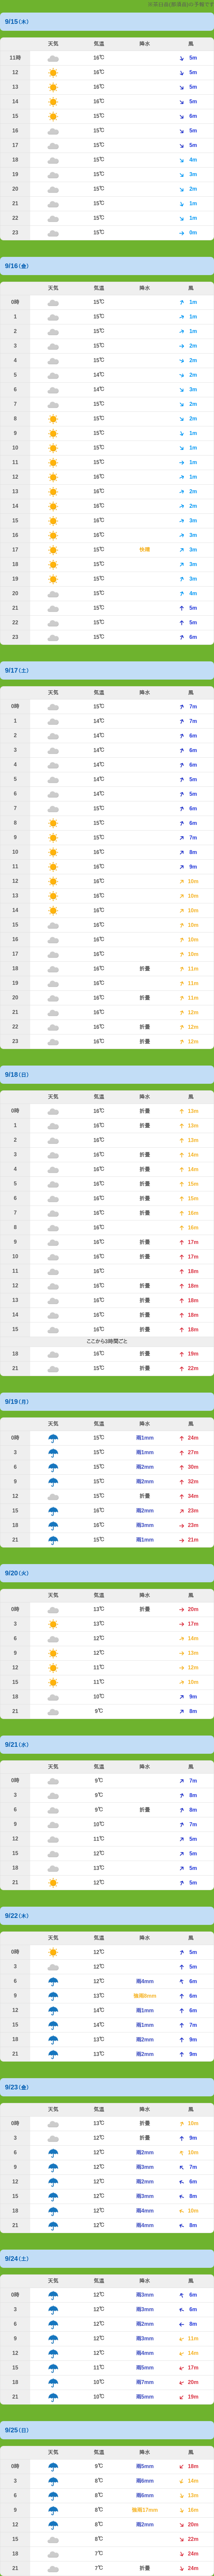 9/15(木)
天気 気温 降水 風
11時 16℃ 5m
12 16℃ 5m
13 16℃ 5m
14 16℃ 5m
15 15℃ 6m
16 15℃ 5m
17 15℃ 5m
18 15℃ 4m
19 15℃ 3m
20 15℃ 2m
21 15℃ 1m
22 15℃ 1m
23 15℃ 0m
9/16(金)
天気 気温 降水 風
0時 15℃ 1m
1 15℃ 1m
2 15℃ 1m
3 15℃ 2m
4 15℃ 2m
5 14℃ 2m
6 14℃ 3m
7 15℃ 2m
8 15℃ 2m
9 15℃ 1m
10 15℃ 1m
11 15℃ 1m
12 16℃ 1m
13 16℃ 2m
14 16℃ 2m
15 16℃ 3m
16 16℃ 3m
17 15℃ 3m
18 15℃ 3m
19 15℃ 3m
20 15℃ 4m
21 15℃ 5m
22 15℃ 5m
23 15℃ 6m
9/17(土)
天気 気温 降水 風
0時 15℃ 7m
1 14℃ 7m
2 14℃ 6m
3 14℃ 6m
4 14℃ 6m
5 14℃ 5m
6 14℃ 5m
7 15℃ 6m
8 15℃ 6m
9 15℃ 7m
10 16℃ 8m
11 16℃ 9m
12 16℃ 10m
13 16℃ 10m
14 16℃ 10m
15 16℃ 10m
16 16℃ 10m
17 16℃ 10m
18 16℃ 折畳 11m
19 16℃ 11m
20 16℃ 折畳 11m
21 16℃ 12m
22 16℃ 折畳 12m
23 16℃ 折畳 12m
9/18(日)
天気 気温 降水 風
0時 16℃ 折畳 13m
1 16℃ 折畳 13m
2 16℃ 13m
3 16℃ 折畳 14m
4 16℃ 折畳 14m
5 16℃ 折畳 15m
6 16℃ 折畳 15m
7 16℃ 折畳 16m
8 16℃ 16m
9 16℃ 折畳 17m
10 16℃ 折畳 17m
11 16℃ 18m
12 16℃ 折畳 18m
13 16℃ 折畳 18m
14 16℃ 折畳 18m
15 16℃ 折畳 18m
ここから3時間ごと
18 16℃ 折畳 19m
21 15℃ 折畳 22m
9/19(月)
天気 気温 降水 風
0時 15℃ 雨1mm 24m
3 15℃ 雨1mm 27m
6 15℃ 雨2mm 30m
9 15℃ 雨2mm 32m
12 15℃ 折畳 34m
15 16℃ 雨2mm 23m
18 16℃ 雨3mm 23m
21 15℃ 雨1mm 21m
9/20(火)
天気 気温 降水 風
0時 13℃ 折畳 20m
3 13℃ 17m
6 12℃ 14m
9 12℃ 13m
12 11℃ 12m
15 11℃ 10m
18 10℃ 9m
21 9℃ 8m
9/21(水)
天気 気温 降水 風
0時 9℃ 7m
3 9℃ 8m
6 9℃ 折畳 8m
9 10℃ 7m
12 11℃ 5m
15 12℃ 5m
18 13℃ 5m
21 12℃ 5m
9/22(木)
天気 気温 降水 風
0時 12℃ 5m
3 12℃ 5m
6 12℃ 雨4mm 6m
9 13℃ 6m
12 14℃ 雨1mm 6m
15 14℃ 雨1mm 7m
18 13℃ 雨2mm 9m
21 13℃ 雨2mm 9m
9/23(金)
天気 気温 降水 風
0時 13℃ 折畳 10m
3 12℃ 折畳 9m
6 12℃ 雨2mm 10m
9 12℃ 雨3mm 7m
12 12℃ 雨2mm 6m
15 12℃ 雨3mm 8m
18 12℃ 雨4mm 10m
21 12℃ 雨4mm 8m
9/24(土)
天気 気温 降水 風
0時 12℃ 雨3mm 6m
3 12℃ 雨3mm 6m
6 12℃ 雨2mm 8m
9 12℃ 雨3mm 11m
12 12℃ 雨4mm 14m
15 11℃ 雨5mm 17m
18 10℃ 雨7mm 20m
21 10℃ 雨5mm 19m
9/25(日)
天気 気温 降水 風
0時 9℃ 雨5mm 18m
3 8℃ 雨6mm 14m
6 8℃ 雨6mm 13m
9 8℃ 16m
12 8℃ 雨2mm 20m
15 8℃ 22m
18 7℃ 24m
21 7℃ 折畳 24m